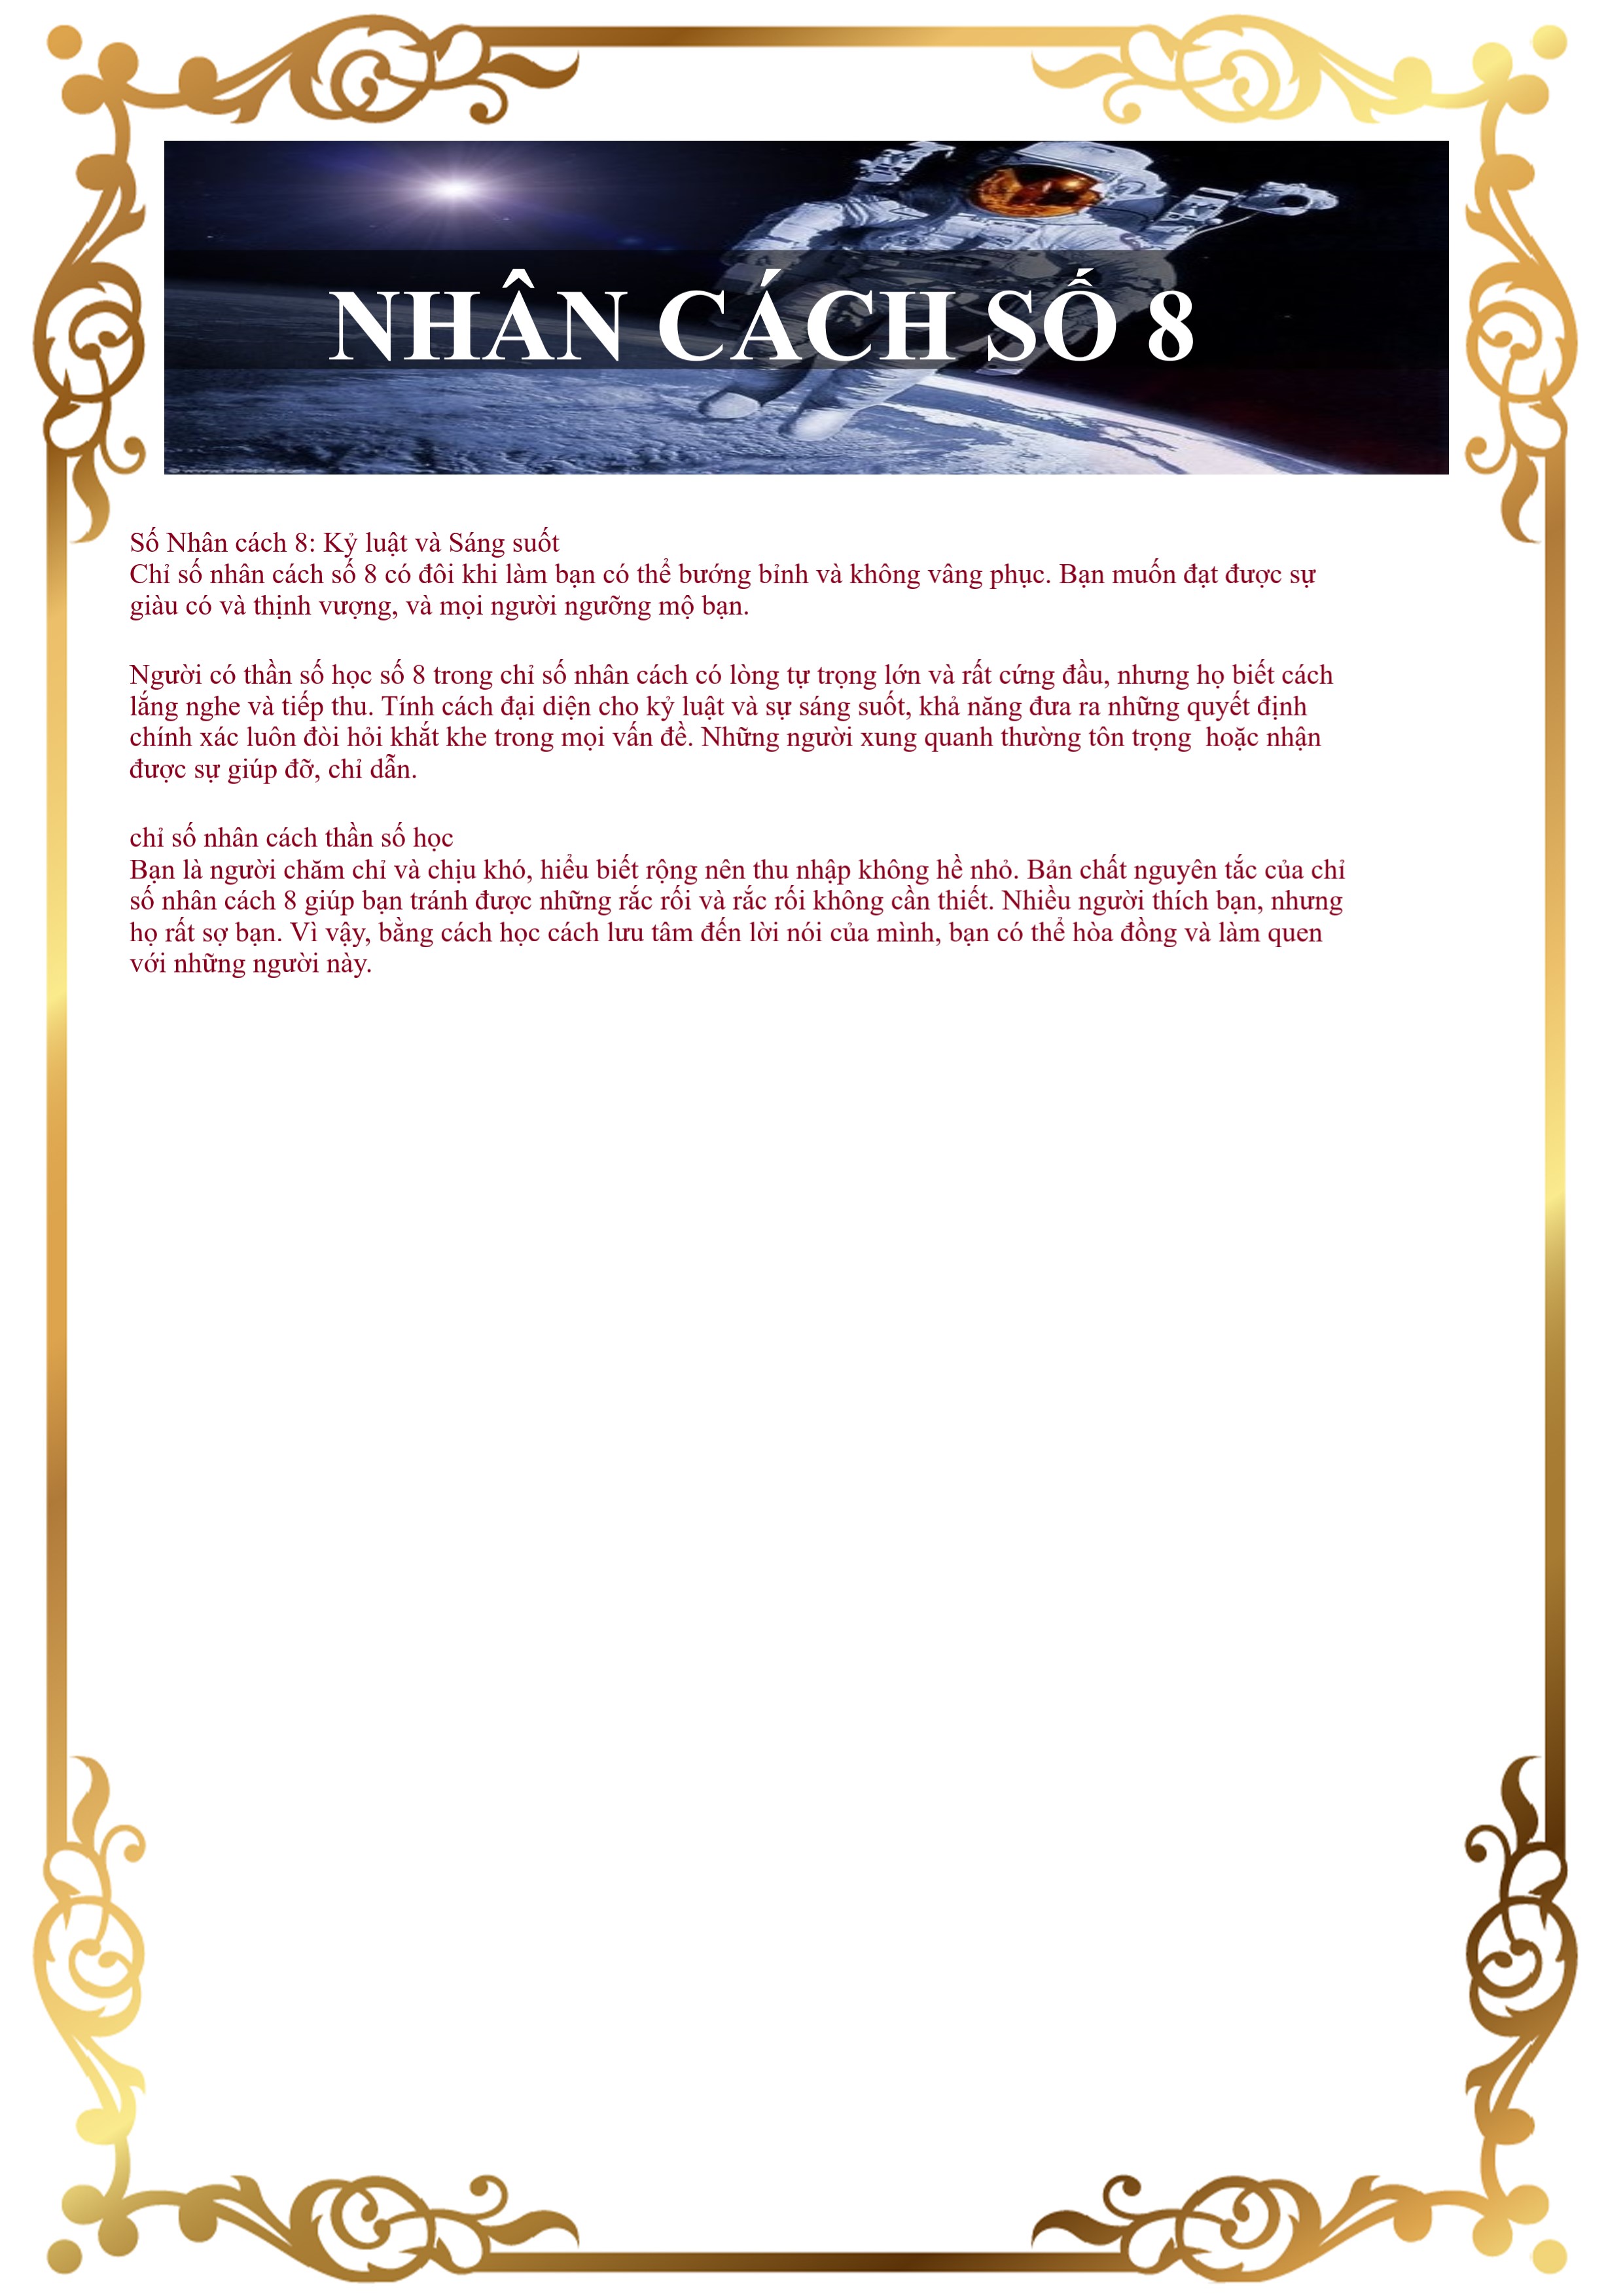 NHÂN CÁCH SỐ 8
Số Nhân cách 8: Kỷ luật và Sáng suốt
Chỉ số nhân cách số 8 có đôi khi làm bạn có thể bướng bỉnh và không vâng phục. Bạn muốn đạt được sự
giàu có và thịnh vượng, và mọi người ngưỡng mộ bạn.
Người có thần số học số 8 trong chỉ số nhân cách có lòng tự trọng lớn và rất cứng đầu, nhưng họ biết cách
lắng nghe và tiếp thu. Tính cách đại diện cho kỷ luật và sự sáng suốt, khả năng đưa ra những quyết định
chính xác luôn đòi hỏi khắt khe trong mọi vấn đề. Những người xung quanh thường tôn trọng  hoặc nhận
được sự giúp đỡ, chỉ dẫn.
chỉ số nhân cách thần số học
Bạn là người chăm chỉ và chịu khó, hiểu biết rộng nên thu nhập không hề nhỏ. Bản chất nguyên tắc của chỉ
số nhân cách 8 giúp bạn tránh được những rắc rối và rắc rối không cần thiết. Nhiều người thích bạn, nhưng
họ rất sợ bạn. Vì vậy, bằng cách học cách lưu tâm đến lời nói của mình, bạn có thể hòa đồng và làm quen
với những người này.